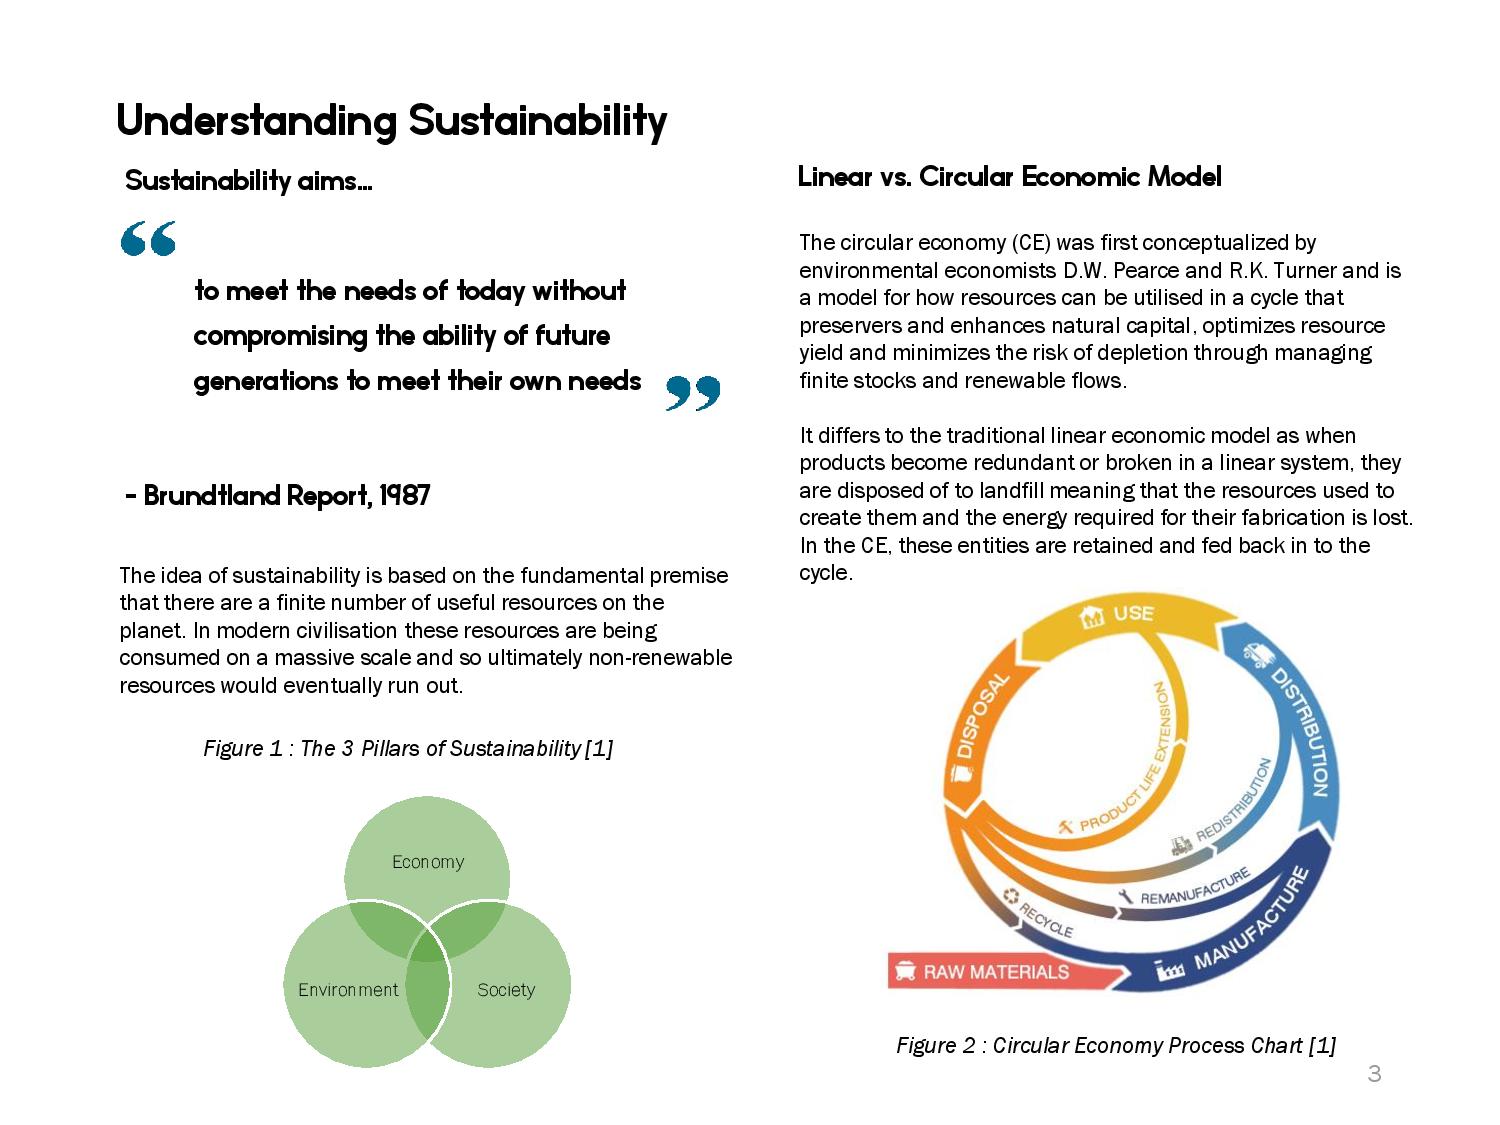 Understanding Sustainability
Sustainability aims...
“
to meet the needs of today without
compromising the ability of future
generations to meet their own needs ”
- Brundtland Report, 1987
The idea of sustainability is based on the fundamental premise
that there are a finite number of useful resources on the
planet. In modern civilisation these resources are being
consumed on a massive scale and so ultimately non-renewable
resources would eventually run out.
Figure 1 : The 3 Pillars of Sustainability [1]
Economy
Environment
Society
Linear vs. Circular Economic Model
The circular economy (CE) was first conceptualized by
environmental economists D.W. Pearce and R.K. Turner and is
a model for how resources can be utilised in a cycle that
preservers and enhances natural capital, optimizes resource
yield and minimizes the risk of depletion through managing
finite stocks and renewable flows.
It differs to the traditional linear economic model as when
products become redundant or broken in a linear system, they
are disposed of to landfill meaning that the resources used to
create them and the energy required for their fabrication is lost.
In the CE, these entities are retained and fed back in to the
cycle.
USE
DISPOSAL
DISTRIBUTION
PRODUCT LIFE EXTENSION
REDISTRIBUTION
REMANUFACTURE
RECYCLE
MANUFACTURE
RAW MATERIALS
Figure 2 : Circular Economy Process Chart [1]
3